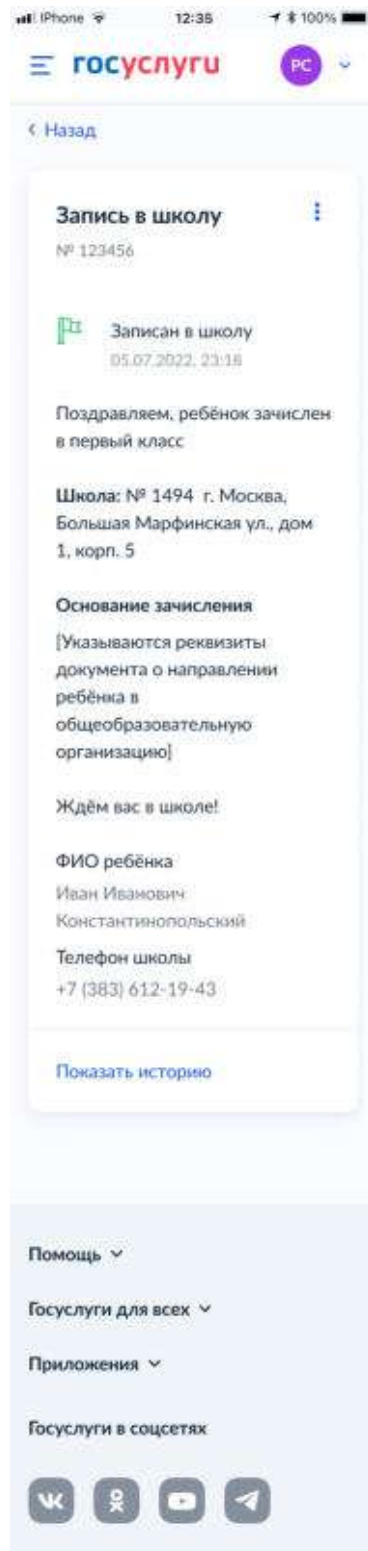 iPhone 12:35 100%
госуслуги РС
Назад
Запись в школу
№ 123456
Записан в школу
05.07.2022, 23:16
Поздравляем, ребёнок зачислен
в первый класс
Школа: № 1494 г. Москва,
Большая Марфинская ул., дом
1, корп. 5
Основание зачисления
[Указываются реквизиты
документа о направлении
ребёнка в
общеобразовательную
организацию]
Ждём вас в школе!
ФИО ребёнка
Иван Иванович
Константинопольский
Телефон школы
+7 (383) 612-19-43
Показать историю
Помощь
Госуслуги для всех
Приложения
Госуслуги в соцсетях